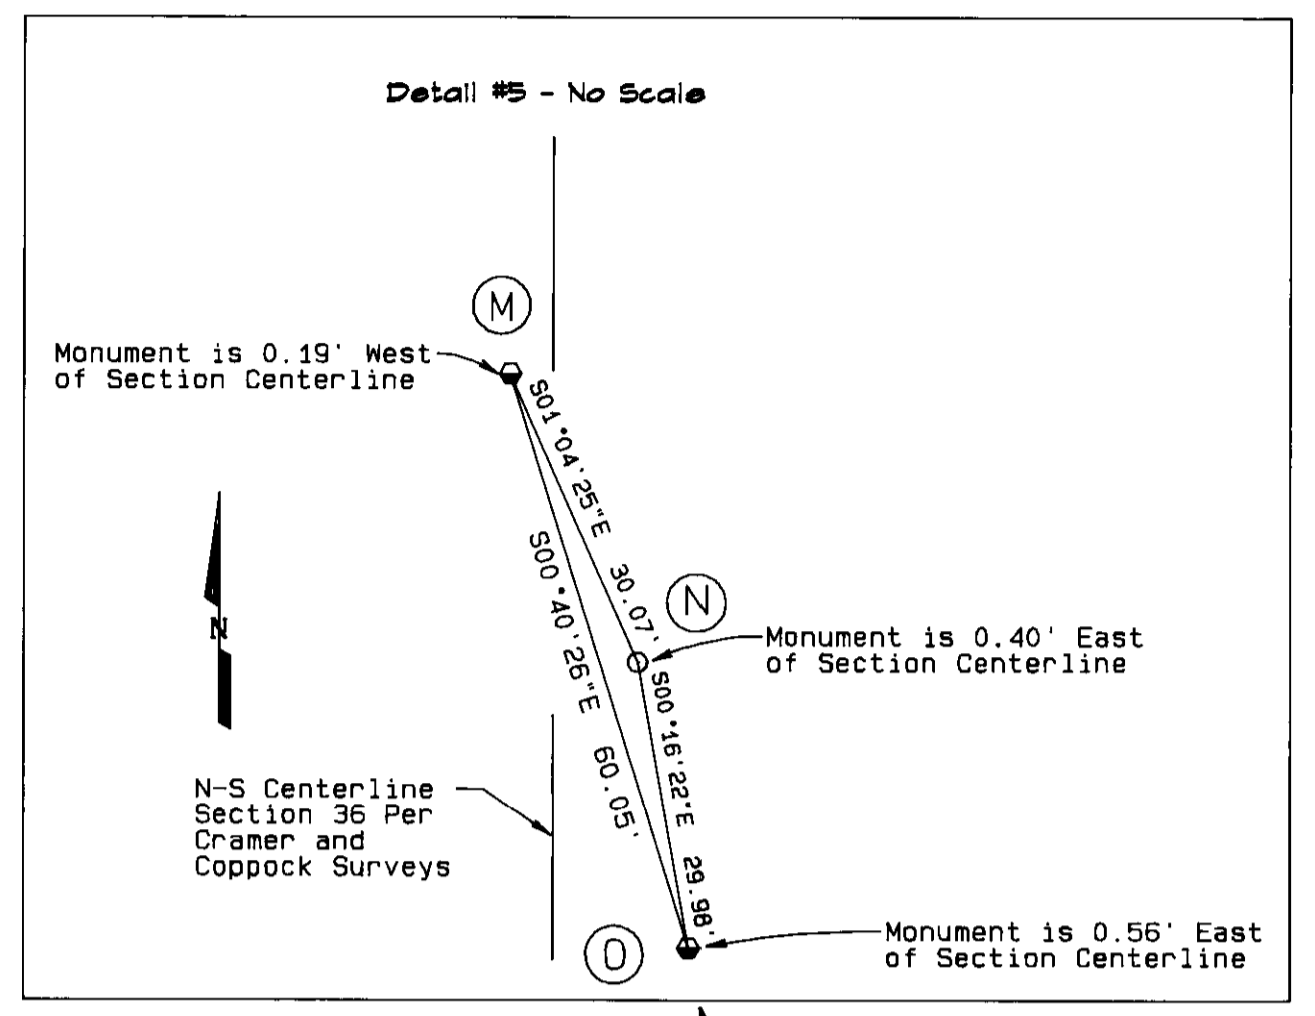 Detail #5 - No Scale
M
Monument is 0.19' West
of Section Centerline
S01°04'25"E 30.07'
N
Monument is 0.40' East
of Section Centerline
S00°40'26"E 60.05'
S00°16'22"E 29.98'
N
N-S Centerline
Section 36 Per
Cramer and
Coppock Surveys
O
Monument is 0.56' East
of Section Centerline